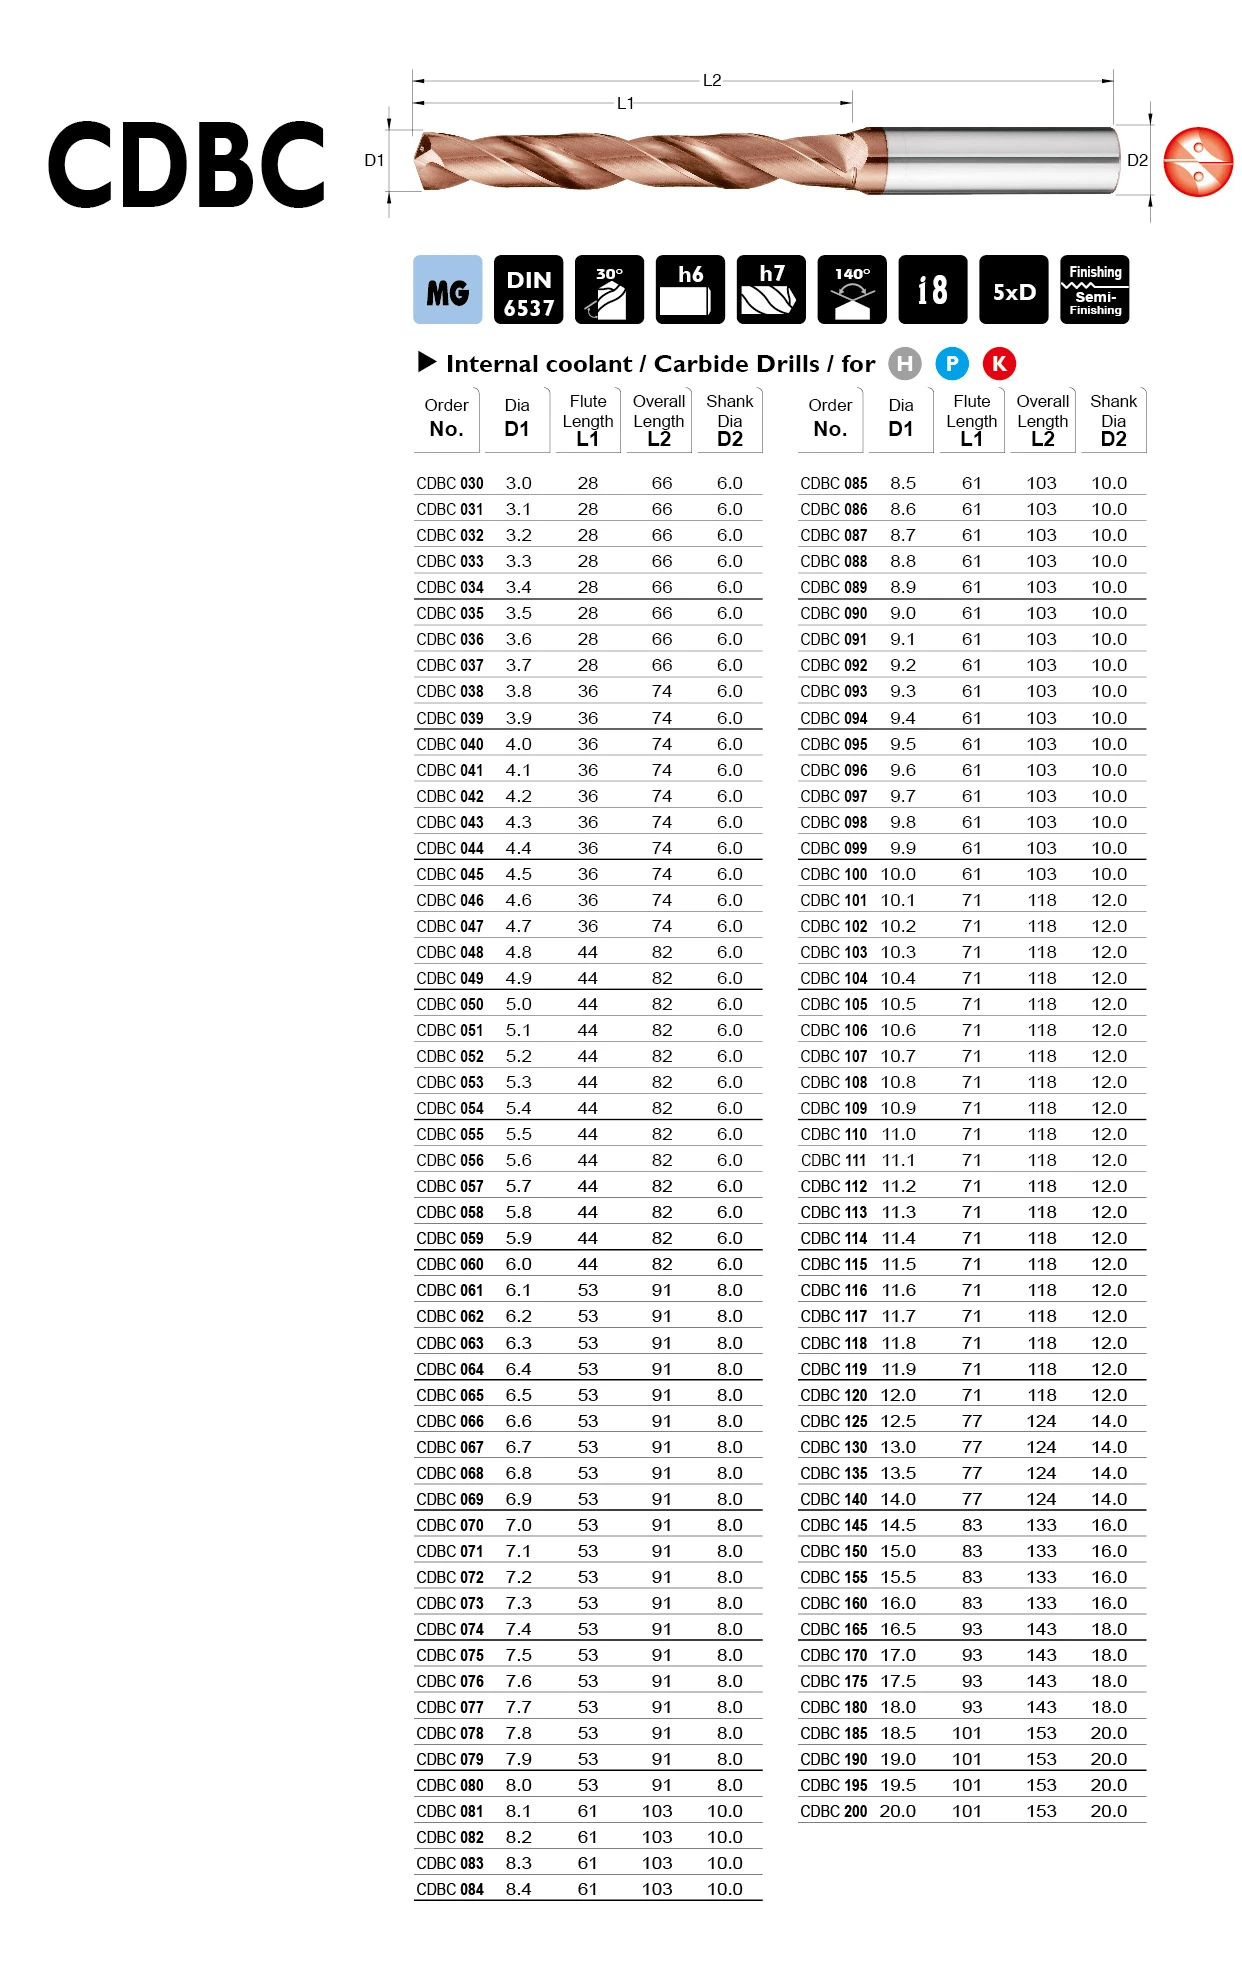 L2
L1
CDBC
D1
D2
MG
DIN
6537
30°
h6
h7
140°
i8
5xD
Finishing
Semi-
Finishing
▶ Internal coolant / Carbide Drills / for H P K
Order No. Dia D1 Flute Length L1 Overall Length L2 Shank Dia D2
Order No. Dia D1 Flute Length L1 Overall Length L2 Shank Dia D2
CDBC 030 3.0 28 66 6.0
CDBC 031 3.1 28 66 6.0
CDBC 032 3.2 28 66 6.0
CDBC 033 3.3 28 66 6.0
CDBC 034 3.4 28 66 6.0
CDBC 035 3.5 28 66 6.0
CDBC 036 3.6 28 66 6.0
CDBC 037 3.7 28 66 6.0
CDBC 038 3.8 36 74 6.0
CDBC 039 3.9 36 74 6.0
CDBC 040 4.0 36 74 6.0
CDBC 041 4.1 36 74 6.0
CDBC 042 4.2 36 74 6.0
CDBC 043 4.3 36 74 6.0
CDBC 044 4.4 36 74 6.0
CDBC 045 4.5 36 74 6.0
CDBC 046 4.6 36 74 6.0
CDBC 047 4.7 36 74 6.0
CDBC 048 4.8 44 82 6.0
CDBC 049 4.9 44 82 6.0
CDBC 050 5.0 44 82 6.0
CDBC 051 5.1 44 82 6.0
CDBC 052 5.2 44 82 6.0
CDBC 053 5.3 44 82 6.0
CDBC 054 5.4 44 82 6.0
CDBC 055 5.5 44 82 6.0
CDBC 056 5.6 44 82 6.0
CDBC 057 5.7 44 82 6.0
CDBC 058 5.8 44 82 6.0
CDBC 059 5.9 44 82 6.0
CDBC 060 6.0 44 82 6.0
CDBC 061 6.1 53 91 8.0
CDBC 062 6.2 53 91 8.0
CDBC 063 6.3 53 91 8.0
CDBC 064 6.4 53 91 8.0
CDBC 065 6.5 53 91 8.0
CDBC 066 6.6 53 91 8.0
CDBC 067 6.7 53 91 8.0
CDBC 068 6.8 53 91 8.0
CDBC 069 6.9 53 91 8.0
CDBC 070 7.0 53 91 8.0
CDBC 071 7.1 53 91 8.0
CDBC 072 7.2 53 91 8.0
CDBC 073 7.3 53 91 8.0
CDBC 074 7.4 53 91 8.0
CDBC 075 7.5 53 91 8.0
CDBC 076 7.6 53 91 8.0
CDBC 077 7.7 53 91 8.0
CDBC 078 7.8 53 91 8.0
CDBC 079 7.9 53 91 8.0
CDBC 080 8.0 53 91 8.0
CDBC 081 8.1 61 103 10.0
CDBC 082 8.2 61 103 10.0
CDBC 083 8.3 61 103 10.0
CDBC 084 8.4 61 103 10.0
CDBC 085 8.5 61 103 10.0
CDBC 086 8.6 61 103 10.0
CDBC 087 8.7 61 103 10.0
CDBC 088 8.8 61 103 10.0
CDBC 089 8.9 61 103 10.0
CDBC 090 9.0 61 103 10.0
CDBC 091 9.1 61 103 10.0
CDBC 092 9.2 61 103 10.0
CDBC 093 9.3 61 103 10.0
CDBC 094 9.4 61 103 10.0
CDBC 095 9.5 61 103 10.0
CDBC 096 9.6 61 103 10.0
CDBC 097 9.7 61 103 10.0
CDBC 098 9.8 61 103 10.0
CDBC 099 9.9 61 103 10.0
CDBC 100 10.0 61 103 10.0
CDBC 101 10.1 71 118 12.0
CDBC 102 10.2 71 118 12.0
CDBC 103 10.3 71 118 12.0
CDBC 104 10.4 71 118 12.0
CDBC 105 10.5 71 118 12.0
CDBC 106 10.6 71 118 12.0
CDBC 107 10.7 71 118 12.0
CDBC 108 10.8 71 118 12.0
CDBC 109 10.9 71 118 12.0
CDBC 110 11.0 71 118 12.0
CDBC 111 11.1 71 118 12.0
CDBC 112 11.2 71 118 12.0
CDBC 113 11.3 71 118 12.0
CDBC 114 11.4 71 118 12.0
CDBC 115 11.5 71 118 12.0
CDBC 116 11.6 71 118 12.0
CDBC 117 11.7 71 118 12.0
CDBC 118 11.8 71 118 12.0
CDBC 119 11.9 71 118 12.0
CDBC 120 12.0 71 118 12.0
CDBC 125 12.5 77 124 14.0
CDBC 130 13.0 77 124 14.0
CDBC 135 13.5 77 124 14.0
CDBC 140 14.0 77 124 14.0
CDBC 145 14.5 83 133 16.0
CDBC 150 15.0 83 133 16.0
CDBC 155 15.5 83 133 16.0
CDBC 160 16.0 83 133 16.0
CDBC 165 16.5 93 143 18.0
CDBC 170 17.0 93 143 18.0
CDBC 175 17.5 93 143 18.0
CDBC 180 18.0 93 143 18.0
CDBC 185 18.5 101 153 20.0
CDBC 190 19.0 101 153 20.0
CDBC 195 19.5 101 153 20.0
CDBC 200 20.0 101 153 20.0